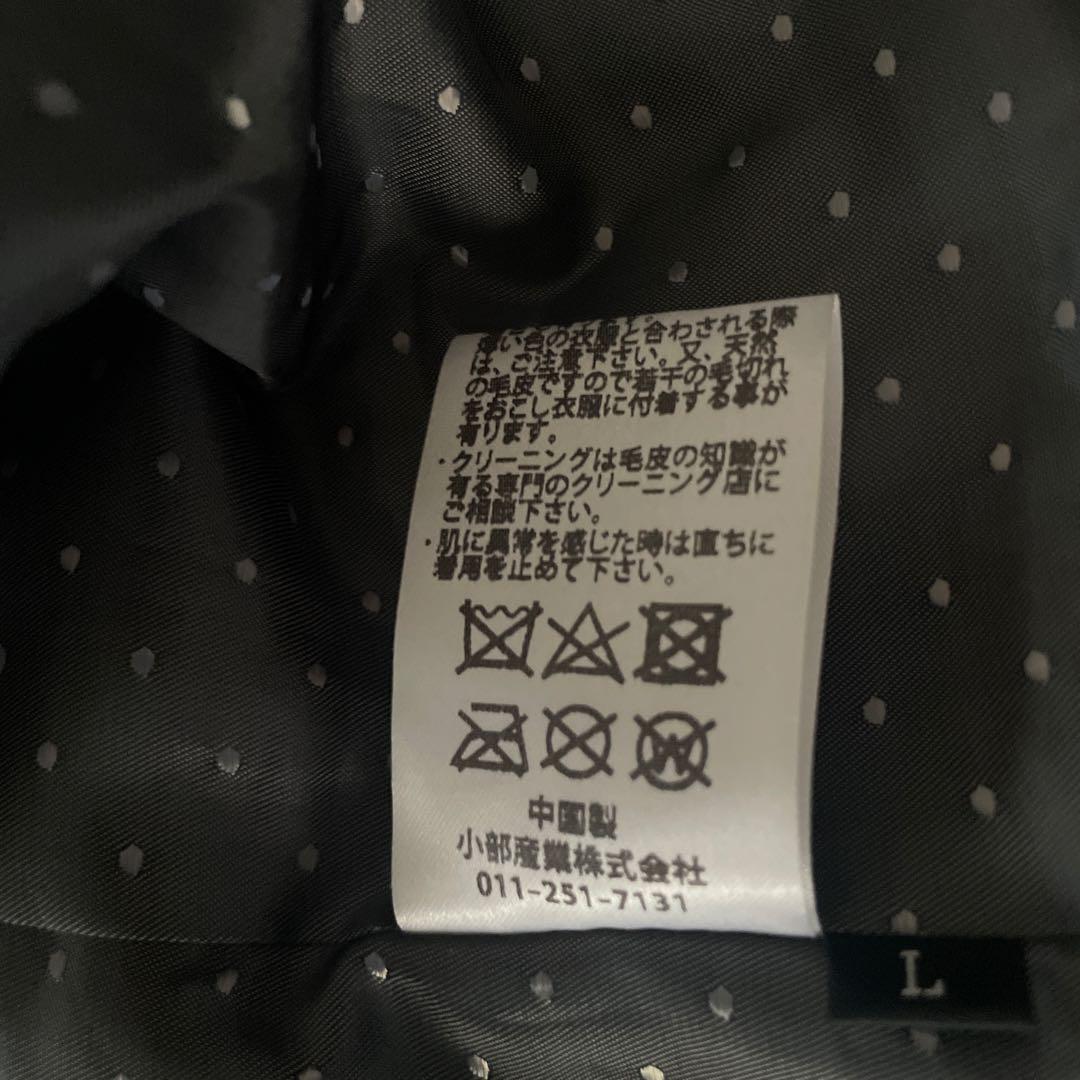 薄い色の衣服と合わされる際
は、ご注意下さい。又、天然
の毛皮ですので若干の毛切れ
をおこし衣服に付着する事が
有ります。
・クリーニングは毛皮の知識が
有る専門のクリーニング店に
ご相談下さい。
・肌に異常を感じた時は直ちに
着用を止めて下さい。
W
中国製
小部産業株式会社
011-251-7131
L